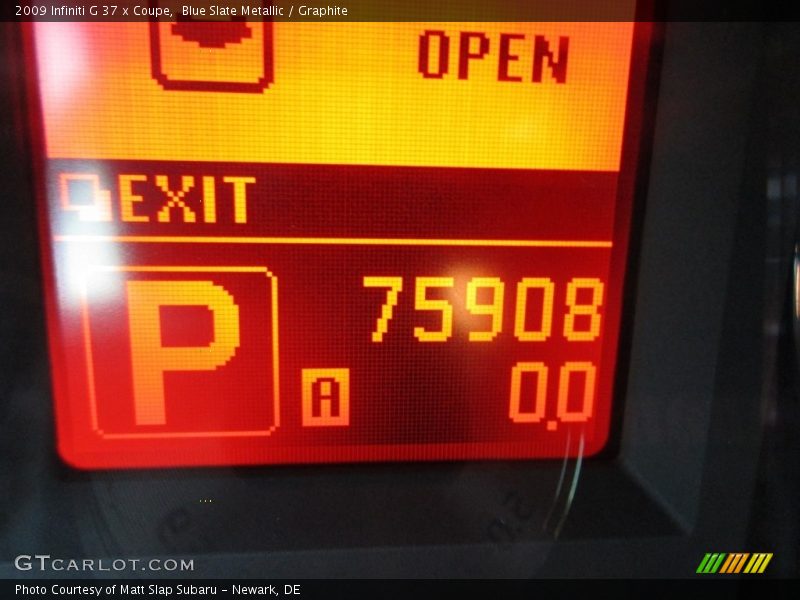 2009 Infiniti G 37 x Coupe,  Blue Slate Metallic / Graphite
OPEN
EXIT
P
75908
A
0.0
GTCARLOT.COM
Photo Courtesy of Matt Slap Subaru - Newark, DE